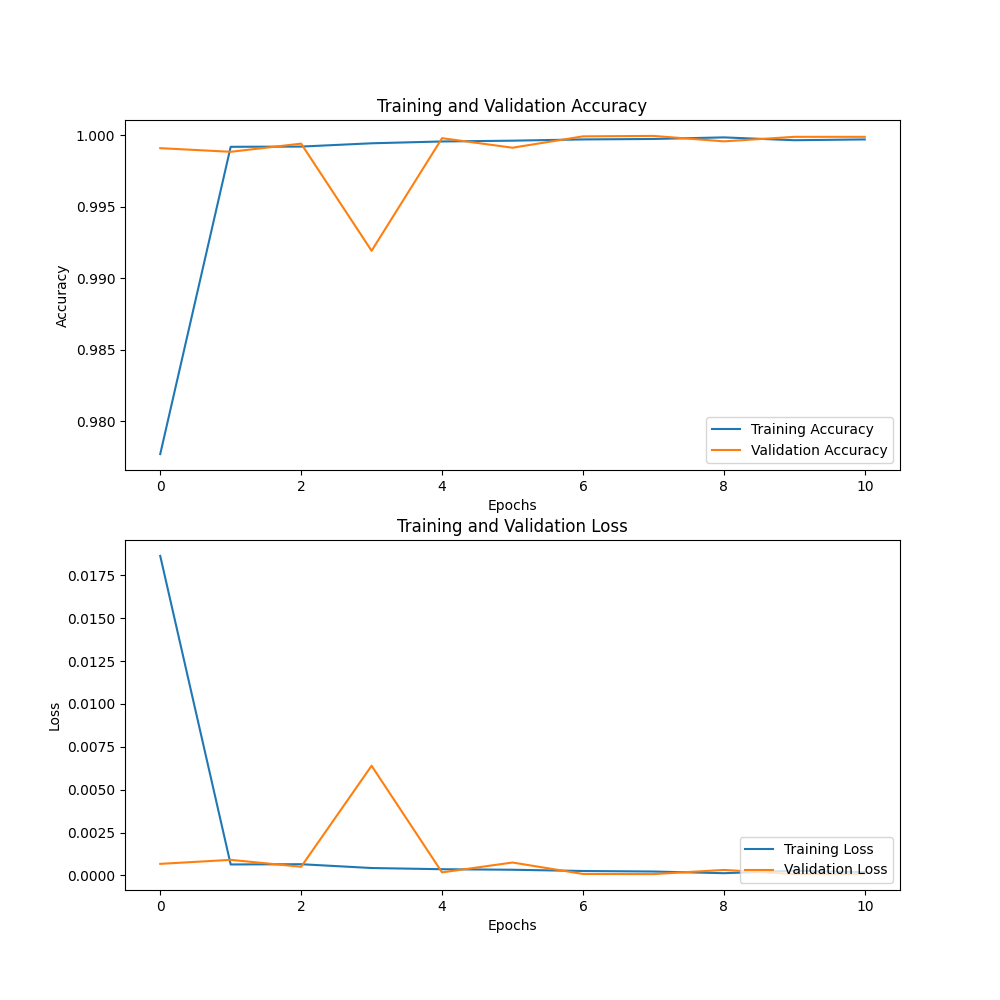 Training and Validation Accuracy
Accuracy
1.000
0.995
0.990
0.985
0.980
Training Accuracy
Validation Accuracy
0 2 4 6 8 10
Epochs
Training and Validation Loss
Loss
0.0175
0.0150
0.0125
0.0100
0.0075
0.0050
0.0025
0.0000
Training Loss
Validation Loss
0 2 4 6 8 10
Epochs